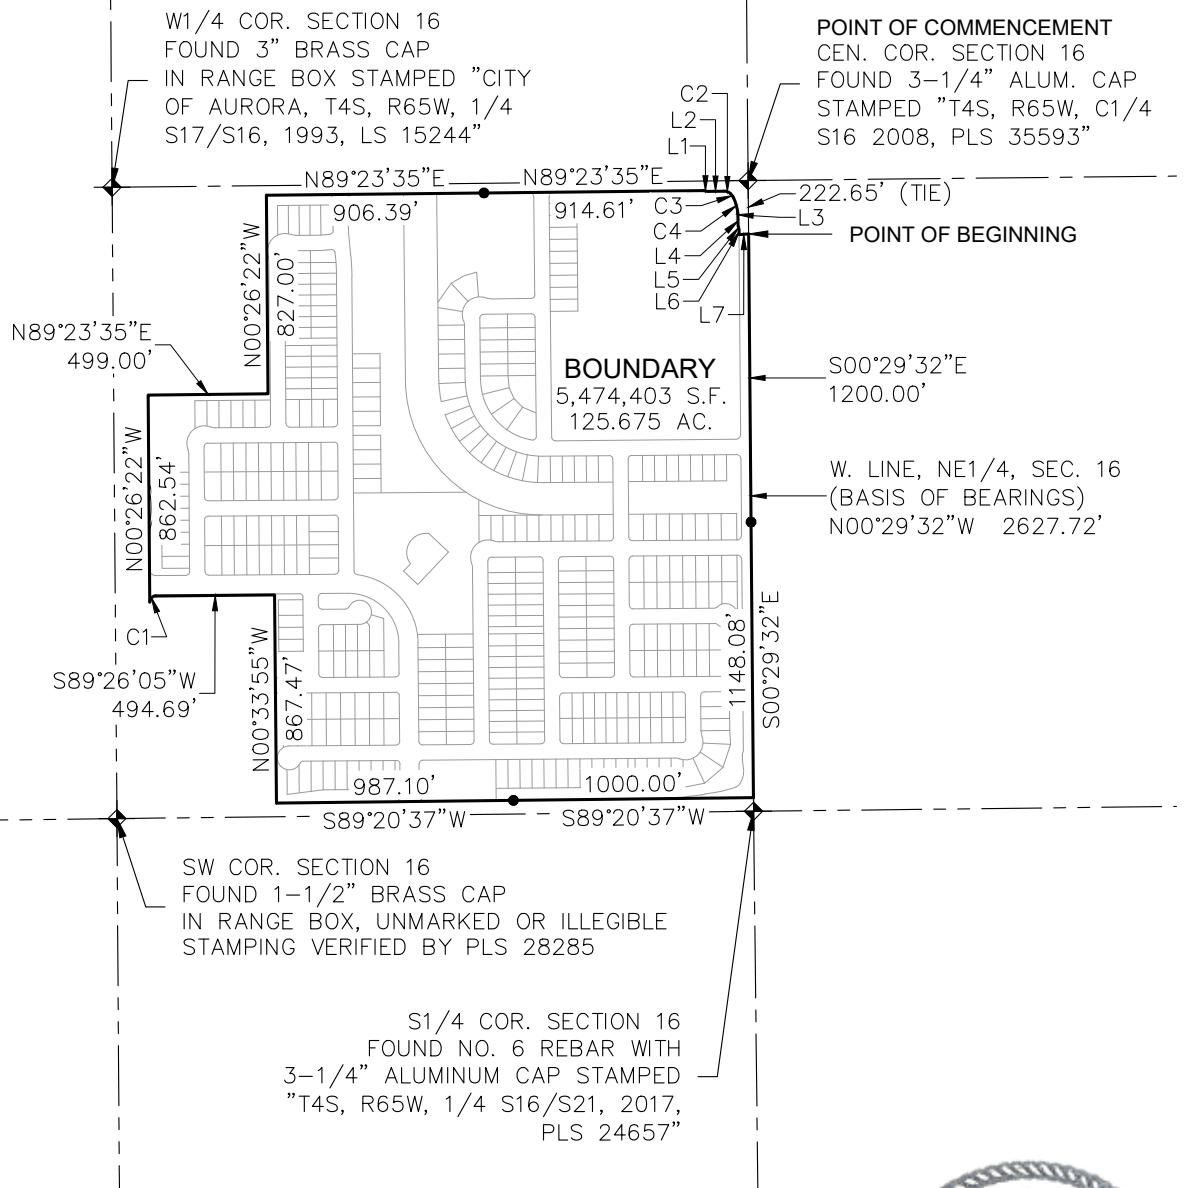 W1/4 COR. SECTION 16
FOUND 3" BRASS CAP
IN RANGE BOX STAMPED "CITY
OF AURORA, T4S, R65W, 1/4
S17/S16, 1993, LS 15244"
POINT OF COMMENCEMENT
CEN. COR. SECTION 16
FOUND 3-1/4" ALUM. CAP
STAMPED "T4S, R65W, C1/4
S16 2008, PLS 35593"
C2
L2
L1
N89°23'35"E
906.39'
N89°23'35"E
914.61'
C3
C4
L4
L5
L6
L7
222.65' (TIE)
L3
POINT OF BEGINNING
N00°26'22"W
827.00'
N89°23'35"E
499.00'
BOUNDARY
5,474,403 S.F.
125.675 AC.
S00°29'32"E
1200.00'
W. LINE, NE1/4, SEC. 16
(BASIS OF BEARINGS)
N00°29'32"W 2627.72'
N00°26'22"W
862.54'
C1
S89°26'05"W
494.69'
N00°33'55"W
867.47'
1148.08'
S00°29'32"E
987.10'
1000.00'
S89°20'37"W
S89°20'37"W
SW COR. SECTION 16
FOUND 1-1/2" BRASS CAP
IN RANGE BOX, UNMARKED OR ILLEGIBLE
STAMPING VERIFIED BY PLS 28285
S1/4 COR. SECTION 16
FOUND NO. 6 REBAR WITH
3-1/4" ALUMINUM CAP STAMPED
"T4S, R65W, 1/4 S16/S21, 2017,
PLS 24657"